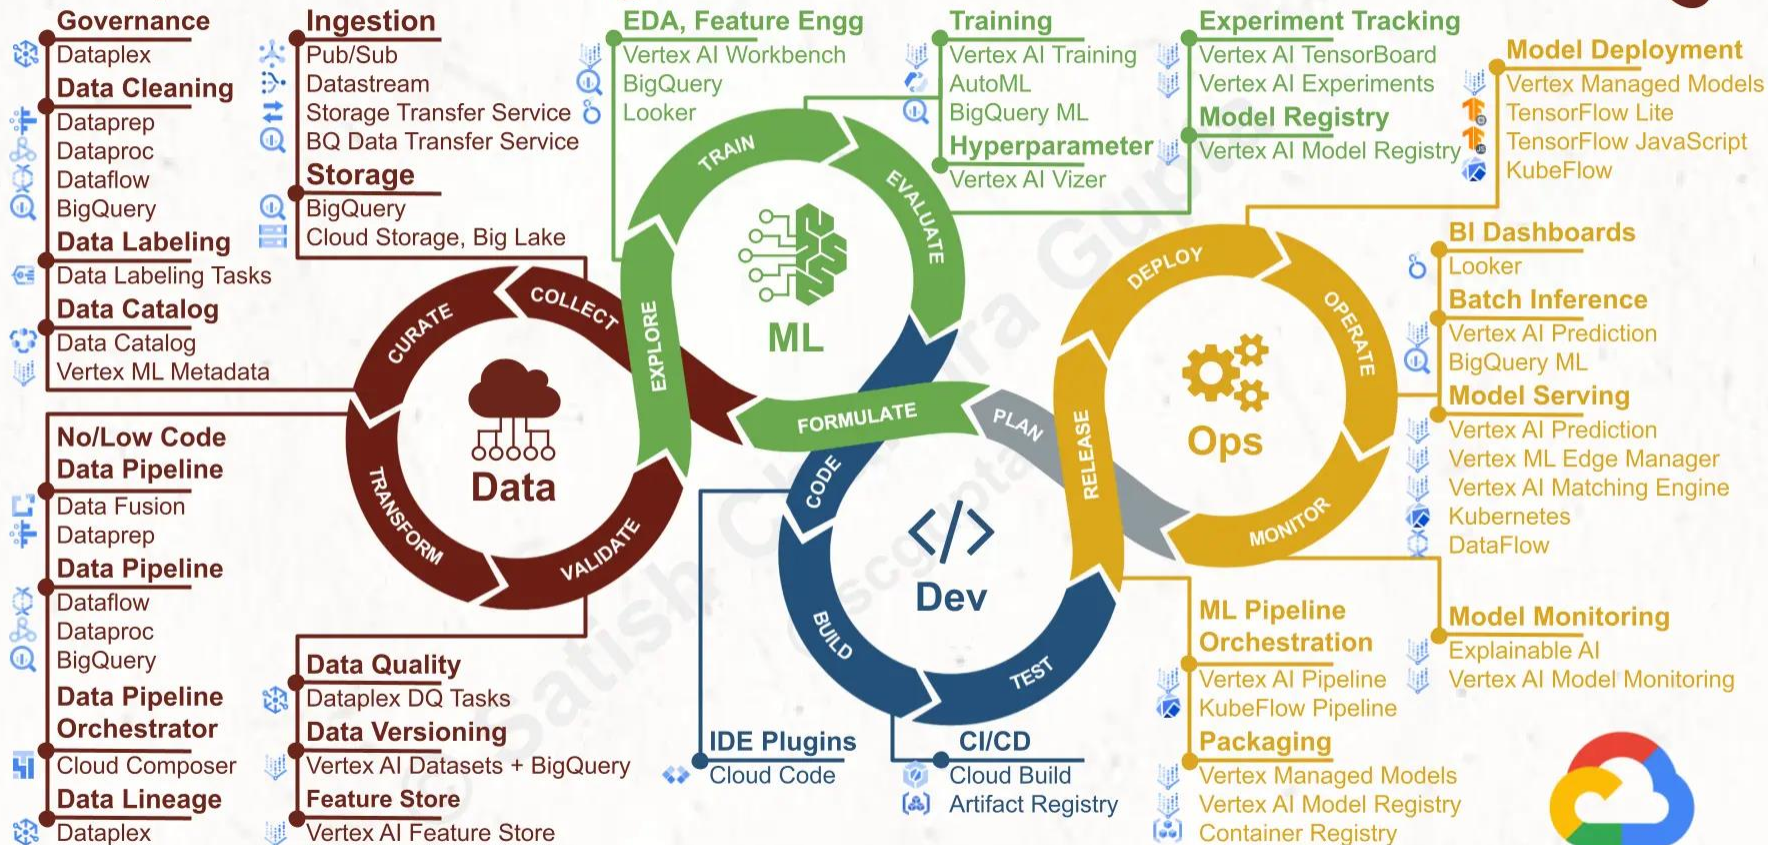 Governance
Dataplex
Data Cleaning
Dataprep
Dataproc
Dataflow
BigQuery
Data Labeling
Data Labeling Tasks
Data Catalog
Data Catalog
Vertex ML Metadata
No/Low Code
Data Pipeline
Data Fusion
Dataprep
Data Pipeline
Dataflow
Dataproc
BigQuery
Data Pipeline
Orchestrator
Cloud Composer
Data Lineage
Dataplex
Ingestion
Pub/Sub
Datastream
Storage Transfer Service
BQ Data Transfer Service
Storage
BigQuery
Cloud Storage, Big Lake
Data Quality
Dataplex DQ Tasks
Data Versioning
Vertex AI Datasets + BigQuery
Feature Store
Vertex AI Feature Store
COLLECT
CURATE
TRANSFORM
VALIDATE
Data
EDA, Feature Engg
Vertex AI Workbench
BigQuery
Looker
Training
Vertex AI Training
AutoML
BigQuery ML
Hyperparameter
Vertex AI Vizer
Experiment Tracking
Vertex AI TensorBoard
Vertex AI Experiments
Model Registry
Vertex AI Model Registry
EXPLORE
TRAIN
EVALUATE
FORMULATE
ML
PLAN
CODE
BUILD
TEST
</>
Dev
IDE Plugins
Cloud Code
CI/CD
Cloud Build
Artifact Registry
RELEASE
DEPLOY
OPERATE
MONITOR
Ops
Model Deployment
Vertex Managed Models
TensorFlow Lite
TensorFlow JavaScript
KubeFlow
BI Dashboards
Looker
Batch Inference
Vertex AI Prediction
BigQuery ML
Model Serving
Vertex AI Prediction
Vertex ML Edge Manager
Vertex AI Matching Engine
Kubernetes
DataFlow
Model Monitoring
Explainable AI
Vertex AI Model Monitoring
ML Pipeline
Orchestration
Vertex AI Pipeline
KubeFlow Pipeline
Packaging
Vertex Managed Models
Vertex AI Model Registry
Container Registry